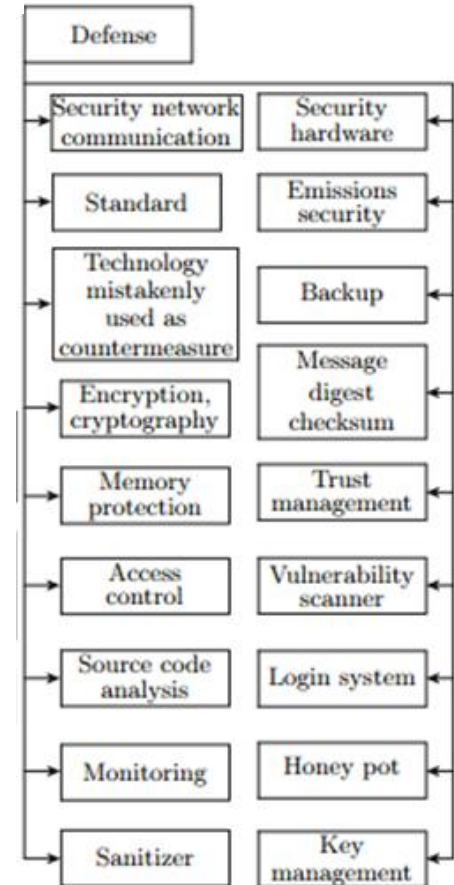 Defense
Security network
communication
Security
hardware
Standard
Emissions
security
Technology
mistakenly
used as
countermeasure
Backup
Encryption,
cryptography
Message
digest
checksum
Memory
protection
Trust
management
Access
control
Vulnerability
scanner
Source code
analysis
Login system
Monitoring
Honey pot
Sanitizer
Key
management